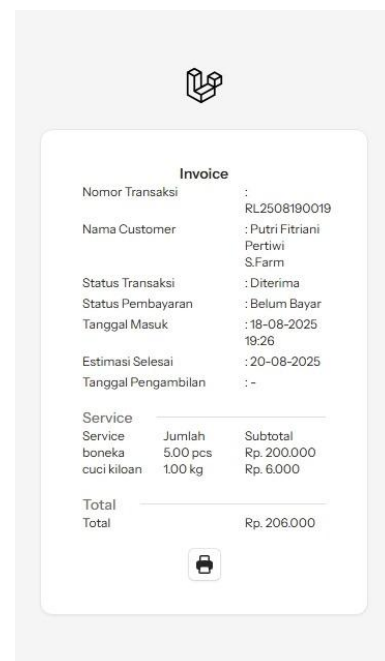 Invoice
Nomor Transaksi :
RL2508190019
Nama Customer : Putri Fitriani
Pertiwi
S.Farm
Status Transaksi : Diterima
Status Pembayaran : Belum Bayar
Tanggal Masuk : 18-08-2025
19:26
Estimasi Selesai : 20-08-2025
Tanggal Pengambilan : -
Service
Service Jumlah Subtotal
boneka 5.00 pcs Rp. 200.000
cuci kiloan 1.00 kg Rp. 6.000
Total
Total Rp. 206.000